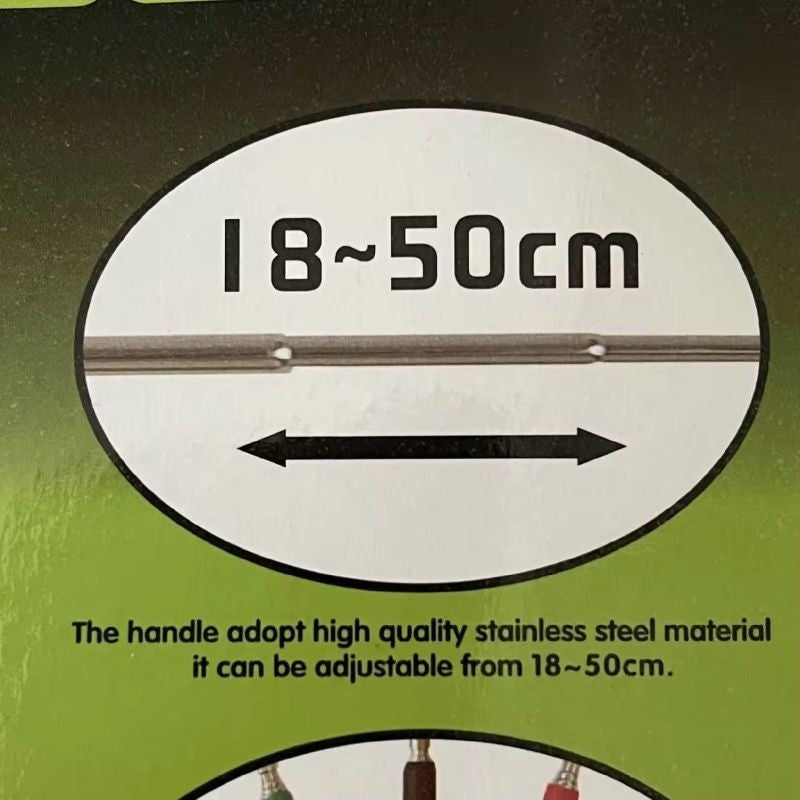 18~50cm
The handle adopt high quality stainless steel material
it can be adjustable from 18~50cm.